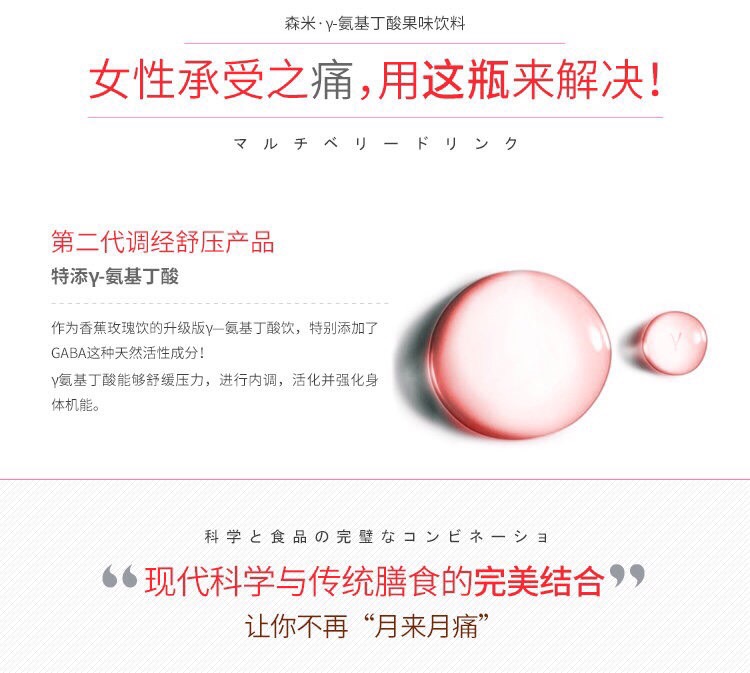 森米·γ-氨基丁酸果味饮料
女性承受之痛,用这瓶来解决!
マルチベリードリンク
第二代调经舒压产品
特添γ-氨基丁酸
作为香蕉玫瑰饮的升级版γ—氨基丁酸饮，特别添加了
GABA这种天然活性成分!
γ氨基丁酸能够舒缓压力，进行内调，活化并强化身
体机能。
γ
科学と食品の完璧なコンビネーショ
“现代科学与传统膳食的完美结合”
让你不再“月来月痛”